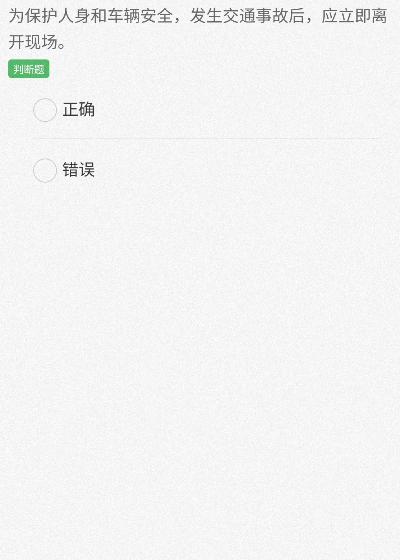 为保护人身和车辆安全，发生交通事故后，应立即离
开现场。
判断题
正确
错误